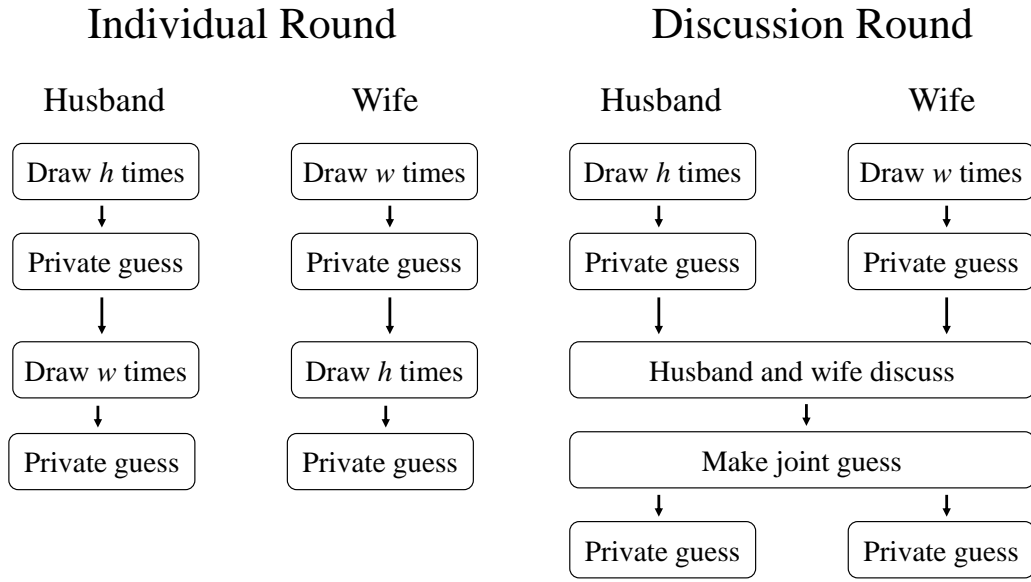 Individual Round
Discussion Round
Husband
Wife
Husband
Wife
Draw h times
Draw w times
Draw h times
Draw w times
Private guess
Private guess
Private guess
Private guess
Draw w times
Draw h times
Husband and wife discuss
Private guess
Private guess
Make joint guess
Private guess
Private guess